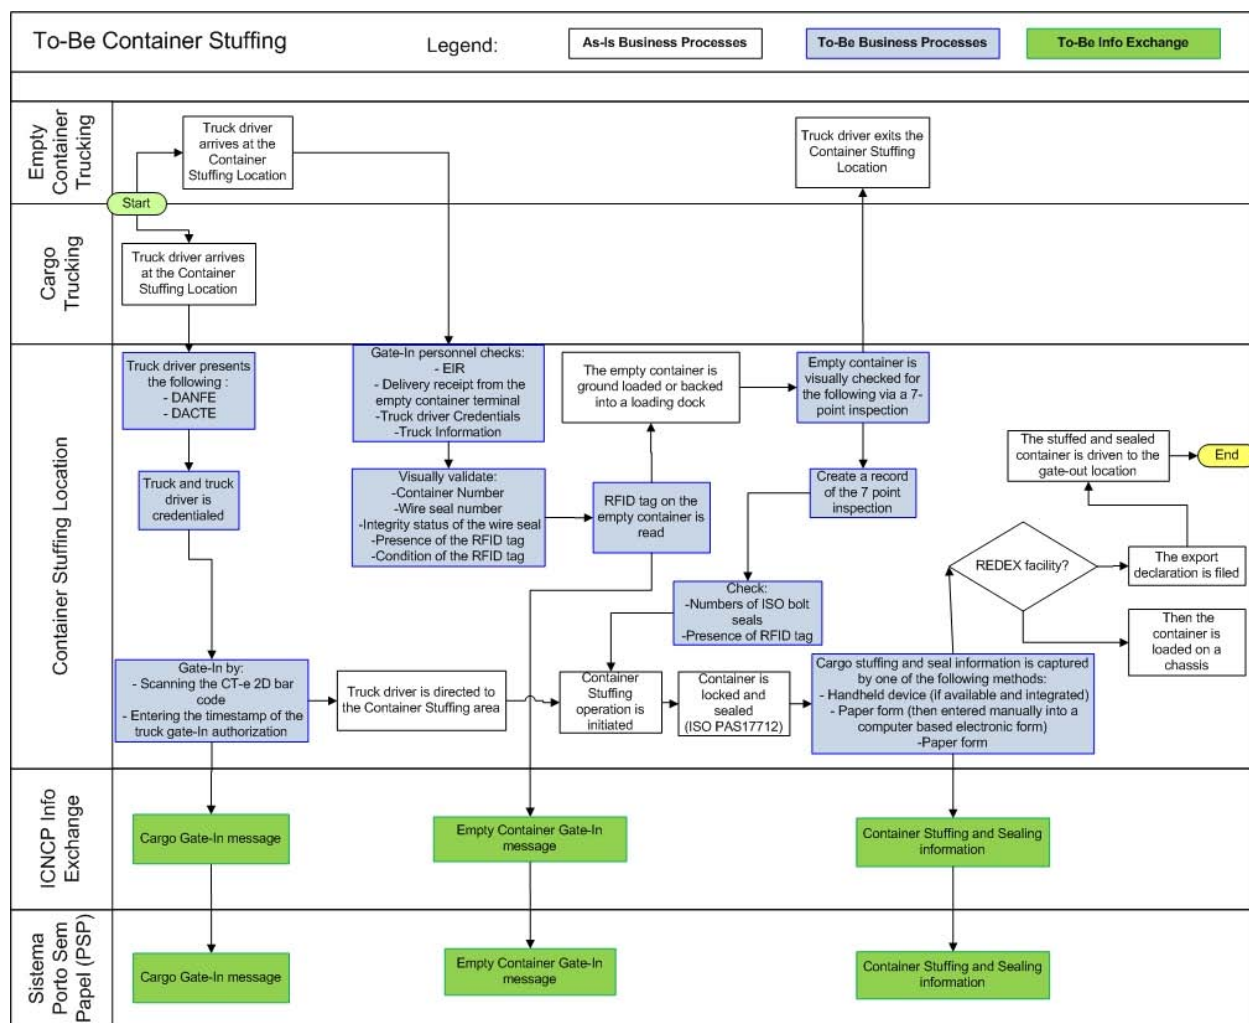 To-Be Container Stuffing
Legend:
As-Is Business Processes
To-Be Business Processes
To-Be Info Exchange
Empty
Container
Trucking
Truck driver
arrives at the
Container
Stuffing Location
Truck driver exits the
Container Stuffing
Location
Start
Cargo
Trucking
Truck driver arrives
at the Container
Stuffing Location
Container Stuffing Location
Truck driver presents
the following :
- DANFE
- DACTE
Truck and truck
driver is
credentialed
Gate-In by:
- Scanning the CT-e 2D bar
code
- Entering the timestamp of the
truck gate-In authorization
Gate-In personnel checks:
- EIR
- Delivery receipt from the
empty container terminal
-Truck driver Credentials
- Truck Information
Visually validate:
-Container Number
-Wire seal number
-Integrity status of the wire seal
-Presence of the RFID tag
-Condition of the RFID tag
RFID tag on the
empty container is
read
The empty container is
ground loaded or backed
into a loading dock
Empty container is
visually checked for
the following via a 7-
point inspection
Create a record
of the 7 point
inspection
Check:
-Numbers of ISO bolt
seals
-Presence of RFID tag
Truck driver is directed to
the Container Stuffing area
Container
Stuffing
operation is
initiated
Container is
locked and
sealed
(ISO PAS17712)
Cargo stuffing and seal information is captured
by one of the following methods:
- Handheld device (if available and integrated)
- Paper form (then entered manually into a
computer based electronic form)
-Paper form
REDEX facility?
The export
declaration is filed
Then the
container is
loaded on a
chassis
The stuffed and sealed
container is driven to the
gate-out location
End
ICNCP Info
Exchange
Cargo Gate-In message
Empty Container Gate-In
message
Container Stuffing and Sealing
information
Sistema
Porto Sem
Papel (PSP)
Cargo Gate-In message
Empty Container Gate-In
message
Container Stuffing and Sealing
information